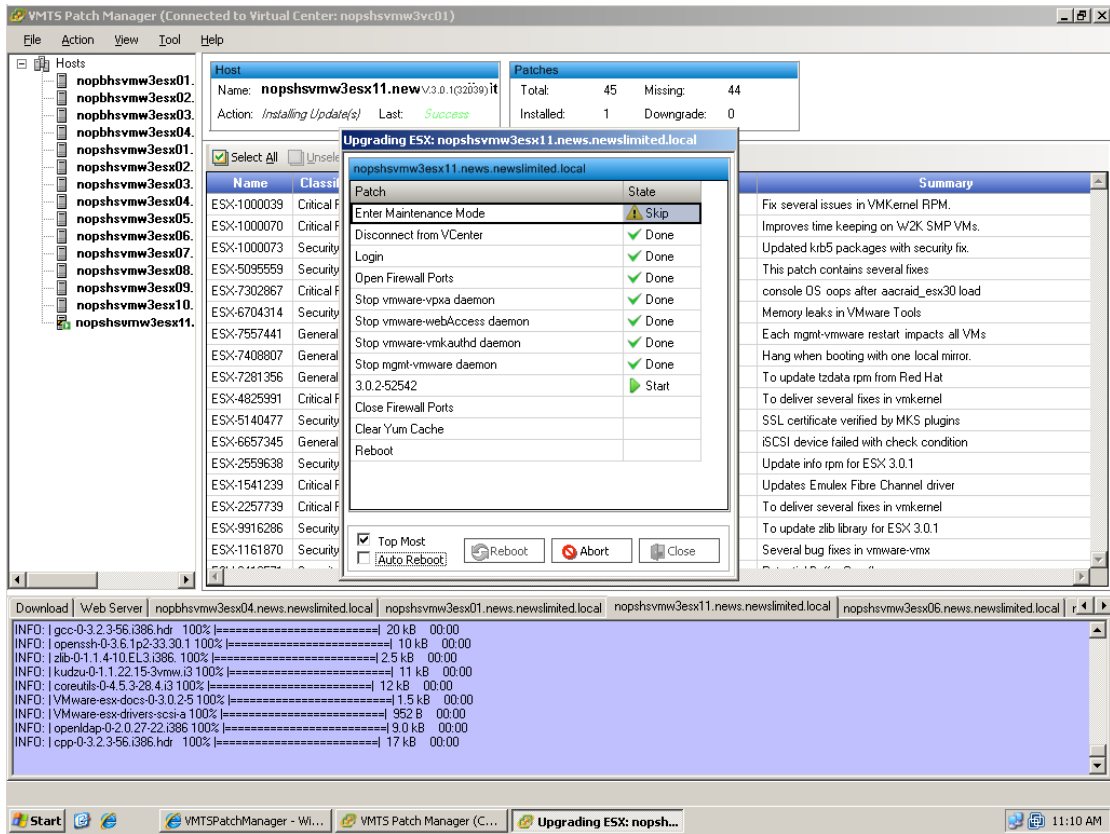 VMTS Patch Manager (Connected to Virtual Center: nopshsvmw3vc01)
File Action View Tool Help
Hosts
nopbhsvmw3esx01.
nopbhsvmw3esx02.
nopbhsvmw3esx03.
nopbhsvmw3esx04.
nopshsvmw3esx01.
nopshsvmw3esx02.
nopshsvmw3esx03.
nopshsvmw3esx04.
nopshsvmw3esx05.
nopshsvmw3esx06.
nopshsvmw3esx07.
nopshsvmw3esx08.
nopshsvmw3esx09.
nopshsvmw3esx10.
nopshsvmw3esx11.
Host
Name: nopshsvmw3esx11.new
Action: Installing Update(s) Last: Success
Patches
Total: 45 Missing: 44
Installed: 1 Downgrade: 0
Select All Unsele
Name Classif Summary
ESX-1000039 Critical F Fix several issues in VMKernel RPM.
ESX-1000070 Critical F Improves time keeping on W2K SMP VMs.
ESX-1000073 Security Updated krb5 packages with security fix.
ESX-5095559 Security This patch contains several fixes
ESX-7302867 Critical F console OS oops after aacraid_esx30 load
ESX-6704314 Security Memory leaks in VMware Tools
ESX-7557441 General Each mgmt-vmware restart impacts all VMs
ESX-7408807 General Hang when booting with one local mirror.
ESX-7281356 General To update tzdata rpm from Red Hat
ESX-4825991 Critical F To deliver several fixes in vmkernel
ESX-5140477 Security SSL certificate verified by MKS plugins
ESX-6657345 General iSCSI device failed with check condition
ESX-2559638 Security Update info rpm for ESX 3.0.1
ESX-1541239 Critical F Updates Emulex Fibre Channel driver
ESX-2257739 Critical F To deliver several fixes in vmkernel
ESX-9916286 Security To update zlib library for ESX 3.0.1
ESX-1161870 Security Several bug fixes in vmware-vmx
Upgrading ESX: nopshsvmw3esx11.news.newslimited.local
nopshsvmw3esx11.news.newslimited.local
Patch State
Enter Maintenance Mode Skip
Disconnect from VCenter Done
Login Done
Open Firewall Ports Done
Stop vmware-vpxa daemon Done
Stop vmware-webAccess daemon Done
Stop vmware-vmkauthd daemon Done
Stop mgmt-vmware daemon Done
3.0.2-52542 Start
Close Firewall Ports
Clear Yum Cache
Reboot
Top Most
Auto Reboot
Reboot Abort Close
Download Web Server nopbhsvmw3esx04.news.newslimited.local nopshsvmw3esx01.news.newslimited.local nopshsvmw3esx11.news.newslimited.local nopshsvmw3esx06.news.newslimited.local
INFO: | gcc-0-3.2.3-56.i386.hdr 100% |=========================| 20 kB 00:00
INFO: | openssh-0-3.6.1p2-33.30.1 100% |=========================| 10 kB 00:00
INFO: | zlib-0-1.1.4-10.EL3.i386. 100% |=========================| 2.5 kB 00:00
INFO: | kudzu-0-1.1.22.15-3vmw.i3 100% |=========================| 11 kB 00:00
INFO: | coreutils-0-4.5.3-28.4.i3 100% |=========================| 12 kB 00:00
INFO: | VMware-esx-docs-0-3.0.2-5 100% |=========================| 1.5 kB 00:00
INFO: | VMware-esx-drivers-scsi-a 100% |=========================| 952 B 00:00
INFO: | openldap-0-2.0.27-22.i386 100% |=========================| 9.0 kB 00:00
INFO: | cpp-0-3.2.3-56.i386.hdr 100% |=========================| 17 kB 00:00
Start VMTSPatchManager - Wi... VMTS Patch Manager (C... Upgrading ESX: nopsh... 11:10 AM